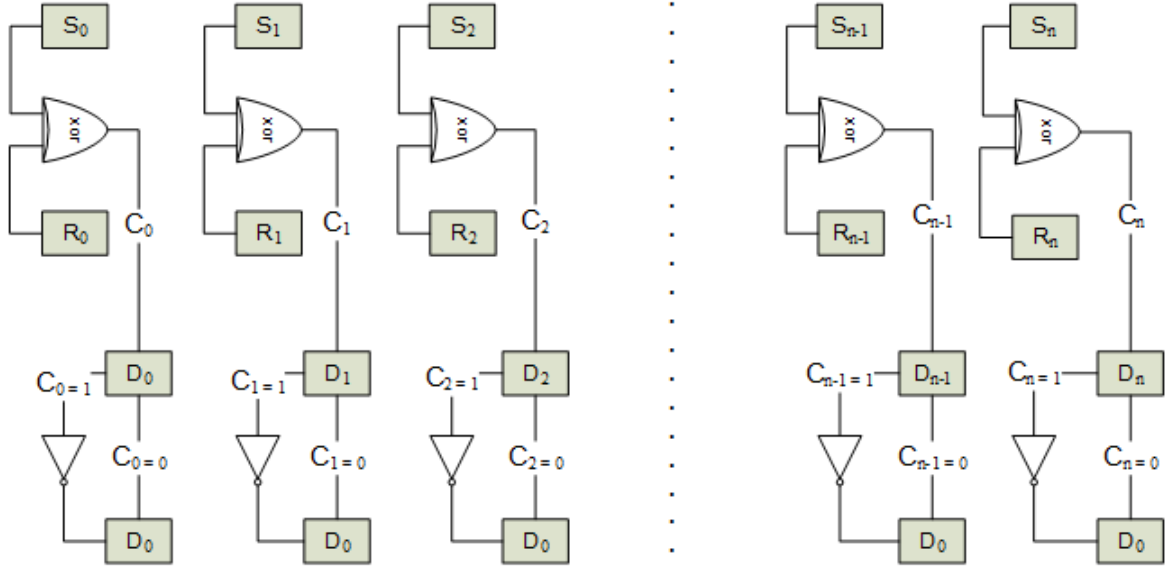 S₀ S₁ S₂ Sₙ₋₁ Sₙ
xor xor xor xor xor
R₀ C₀ R₁ C₁ R₂ C₂ Rₙ₋₁ Cₙ₋₁ Rₙ Cₙ
C₀ ₌ ₁ D₀ C₁ ₌ ₁ D₁ C₂ ₌ ₁ D₂ Cₙ₋₁ ₌ ₁ Dₙ₋₁ Cₙ ₌ ₁ Dₙ
C₀ ₌ ₀ C₁ ₌ ₀ C₂ ₌ ₀ Cₙ₋₁ ₌ ₀ Cₙ ₌ ₀
D₀ D₀ D₀ D₀ D₀